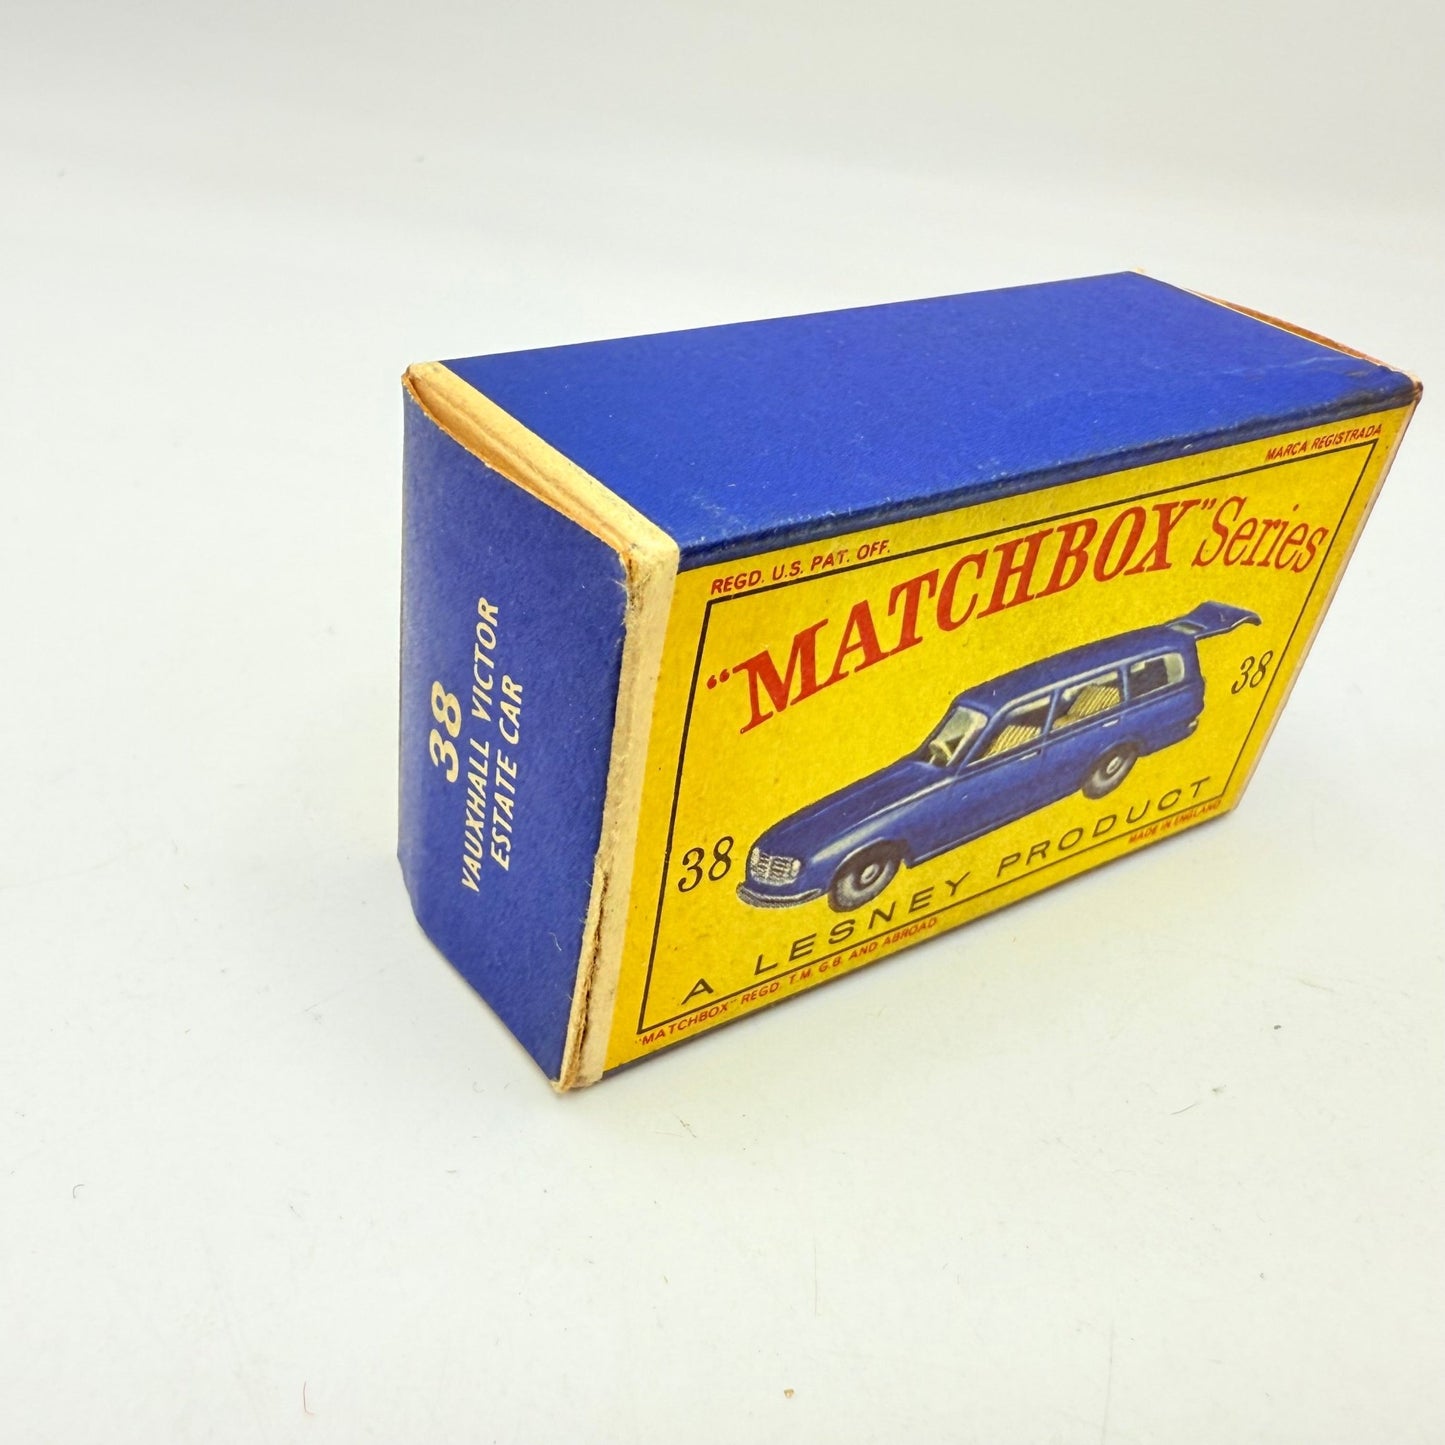 38
VAUXHALL VICTOR
ESTATE CAR
REGD. U.S. PAT. OFF.
MARCA REGISTRADA
"MATCHBOX" Series
38
38
A LESNEY PRODUCT
MADE IN ENGLAND
"MATCHBOX" REGD. T.M. G.B. AND ABROAD